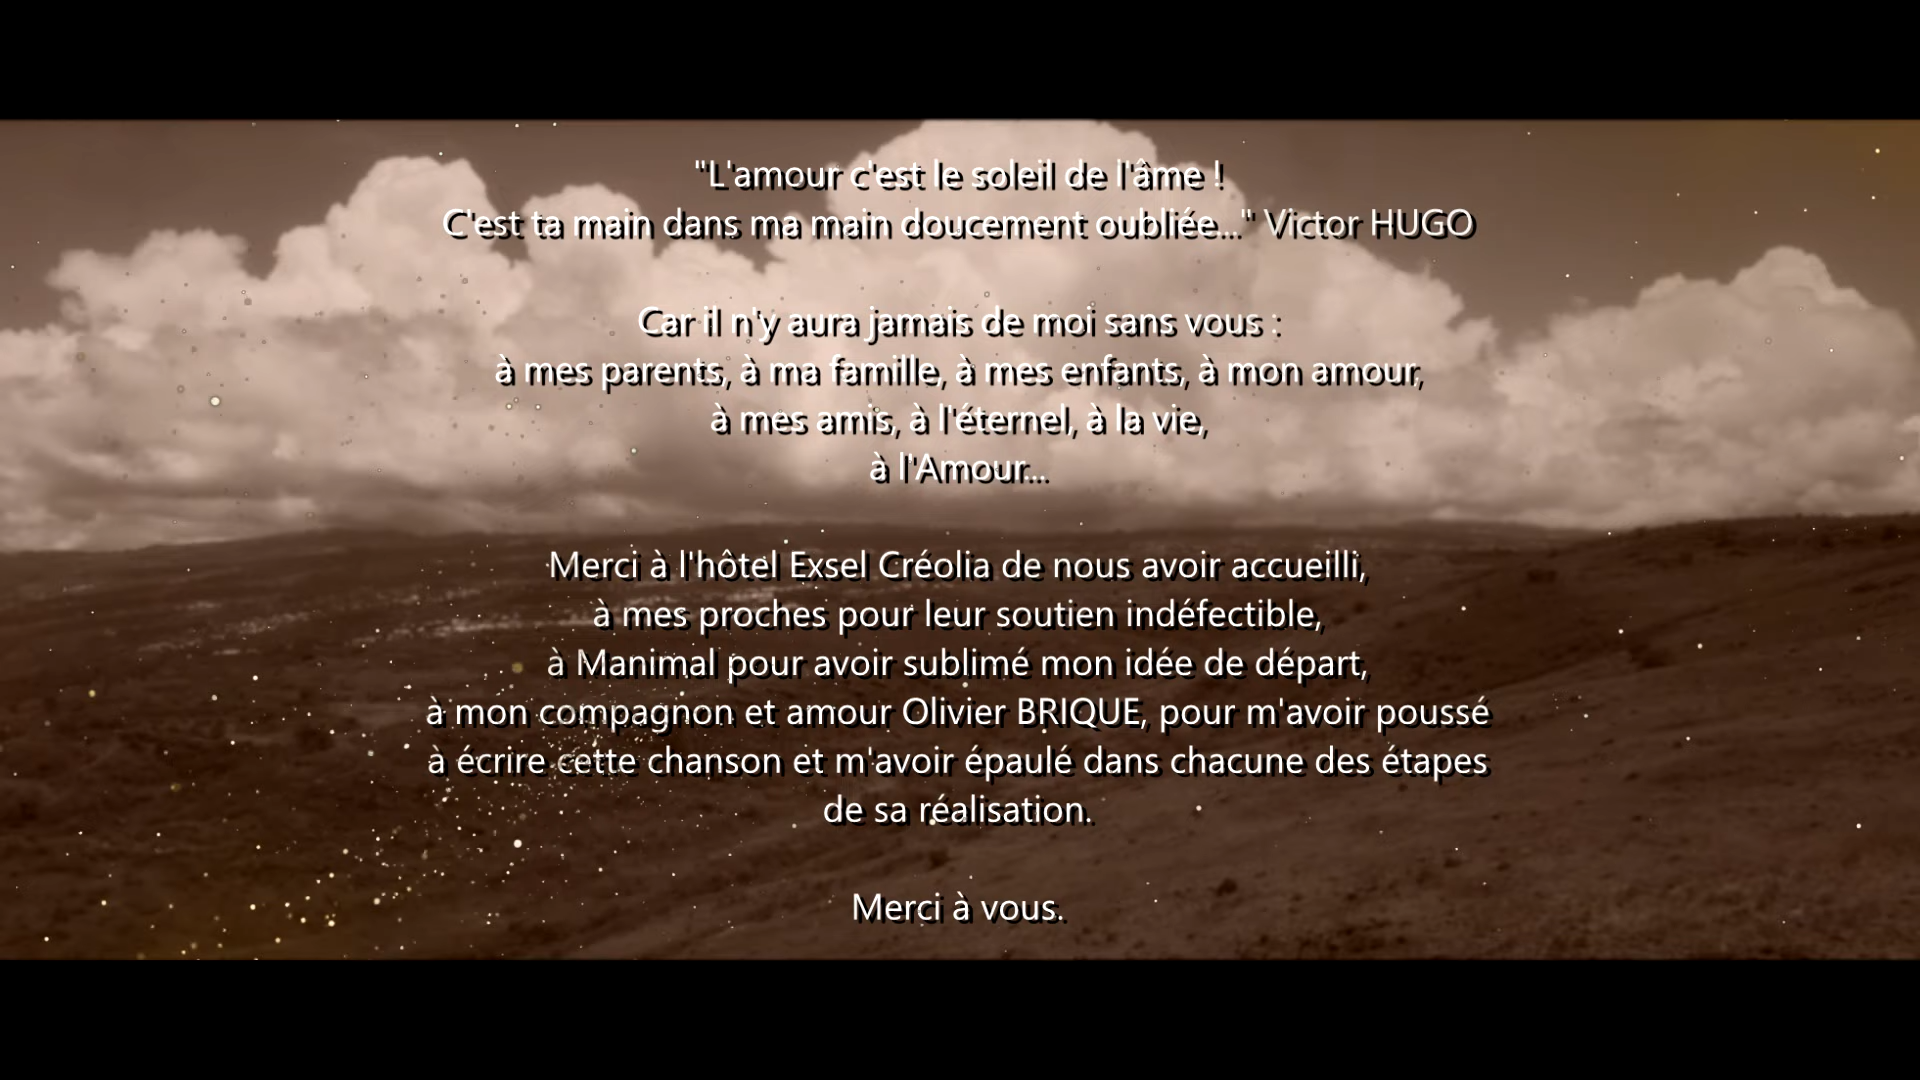 "L'amour c'est le soleil de l'âme !
C'est ta main dans ma main doucement oubliée..." Victor HUGO
Car il n'y aura jamais de moi sans vous :
à mes parents, à ma famille, à mes enfants, à mon amour,
à mes amis, à l'éternel, à la vie,
à l'Amour...
Merci à l'hôtel Exsel Créolia de nous avoir accueilli,
à mes proches pour leur soutien indéfectible,
à Manimal pour avoir sublimé mon idée de départ,
à mon compagnon et amour Olivier BRIQUE, pour m'avoir poussé
à écrire cette chanson et m'avoir épaulé dans chacune des étapes
de sa réalisation.
Merci à vous.